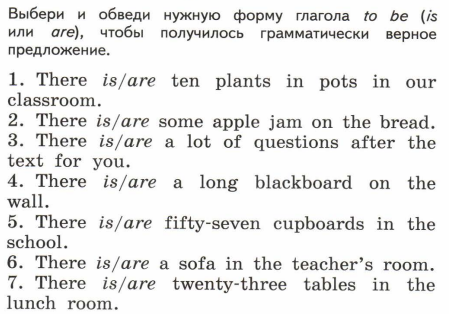 Выбери и обведи нужную форму глагола to be (is
или are), чтобы получилось грамматически верное
предложение.
1. There is/are ten plants in pots in our
classroom.
2. There is/are some apple jam on the bread.
3. There is/are a lot of questions after the
text for you.
4. There is/are a long blackboard on the
wall.
5. There is/are fifty-seven cupboards in the
school.
6. There is/are a sofa in the teacher's room.
7. There is/are twenty-three tables in the
lunch room.